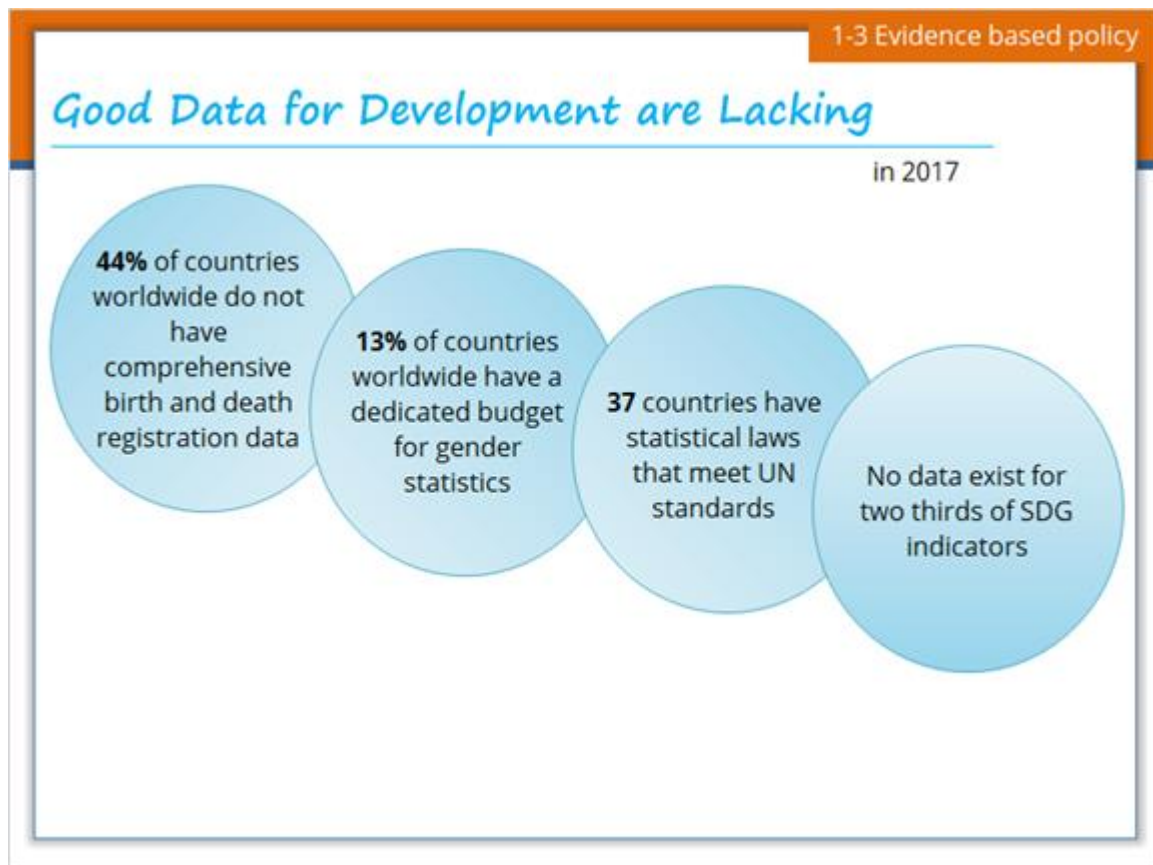 1-3 Evidence based policy
Good Data for Development are Lacking
in 2017
44% of countries
worldwide do not
have
comprehensive
birth and death
registration data
13% of countries
worldwide have a
dedicated budget
for gender
statistics
37 countries have
statistical laws
that meet UN
standards
No data exist for
two thirds of SDG
indicators